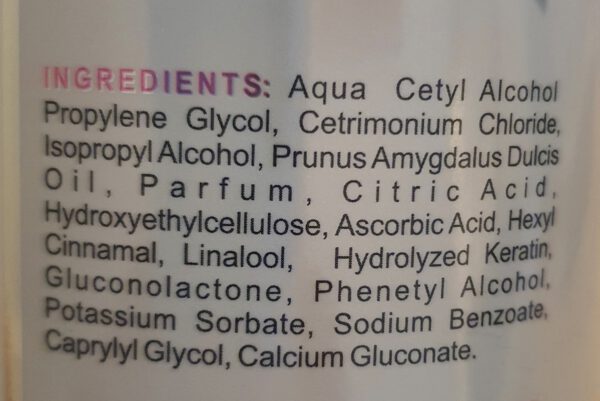 INGREDIENTS: Aqua Cetyl Alcohol
Propylene Glycol, Cetrimonium Chloride,
Isopropyl Alcohol, Prunus Amygdalus Dulcis
Oil, Parfum, Citric Acid,
Hydroxyethylcellulose, Ascorbic Acid, Hexyl
Cinnamal, Linalool, Hydrolyzed Keratin,
Gluconolactone, Phenetyl Alcohol,
Potassium Sorbate, Sodium Benzoate,
Caprylyl Glycol, Calcium Gluconate.